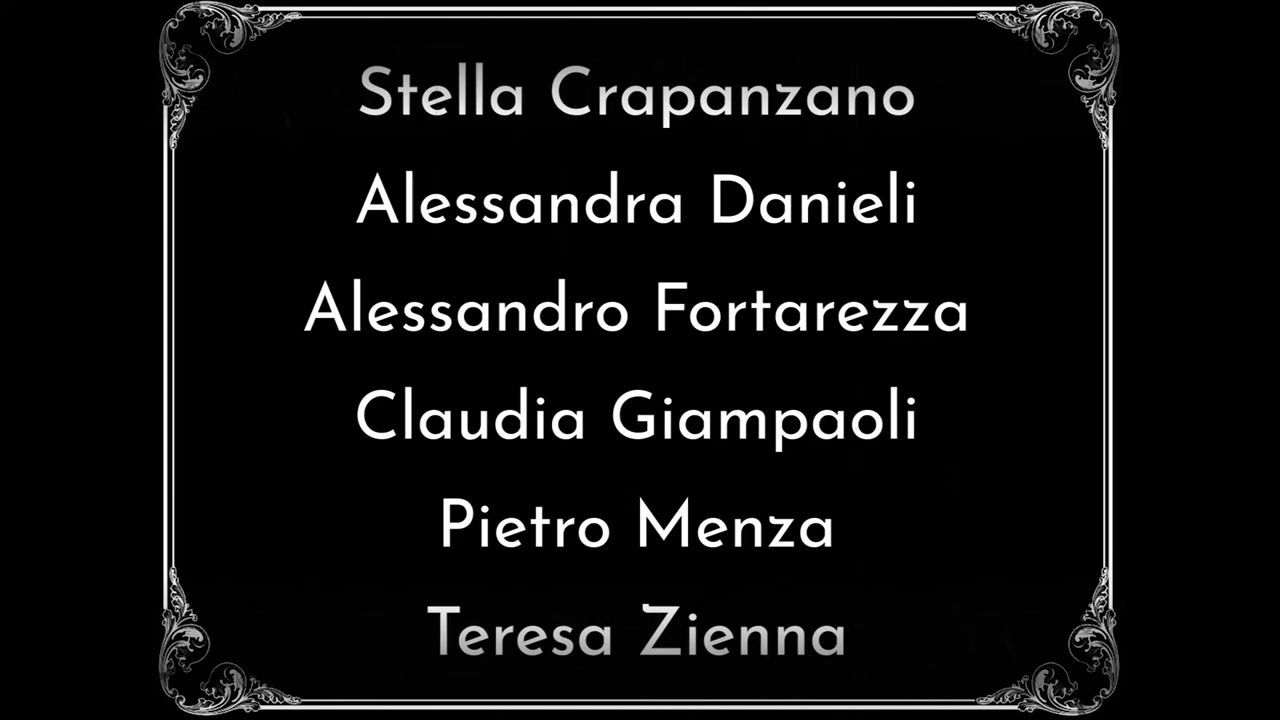 Stella Crapanzano
Alessandra Danieli
Alessandro Fortarezza
Claudia Giampaoli
Pietro Menza
Teresa Zienna